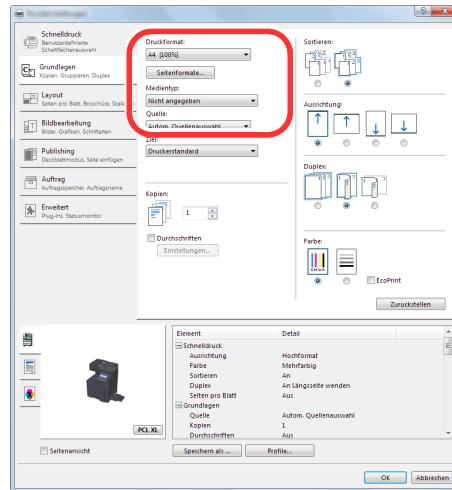 Schnelldruck
Benutzerdefinierte
Schaltflächenauswahl
Grundlagen
Kopien, Gruppieren, Duplex
Layout
Seiten pro Blatt, Broschüre, Skalie
Bildbearbeitung
Bilder, Grafiken, Schriftarten
Publishing
Deckblattmodus, Seite einfügen
Auftrag
Auftragsspeicher, Auftragsname
Erweitert
Plug-ins, Statusmonitor
Druckformat:
A4 [100%]
Seitenformate...
Medientyp:
Nicht angegeben
Quelle:
Autom. Quellenauswahl
Ziel:
Druckerstandard
Kopien:
1
Durchschriften
Einstellungen...
Sortieren:
Ausrichtung:
Duplex:
Farbe:
CMYK
EcoPrint
Zurückstellen
Element Detail
Schnelldruck
Ausrichtung Hochformat
Farbe Mehrfarbig
Sortieren An
Duplex An Längsseite wenden
Seiten pro Blatt Aus
Grundlagen
Quelle Autom. Quellenauswahl
Kopien 1
Durchschriften Aus
PCL XL
Seitenansicht
Speichern als ... Profile...
OK Abbrechen